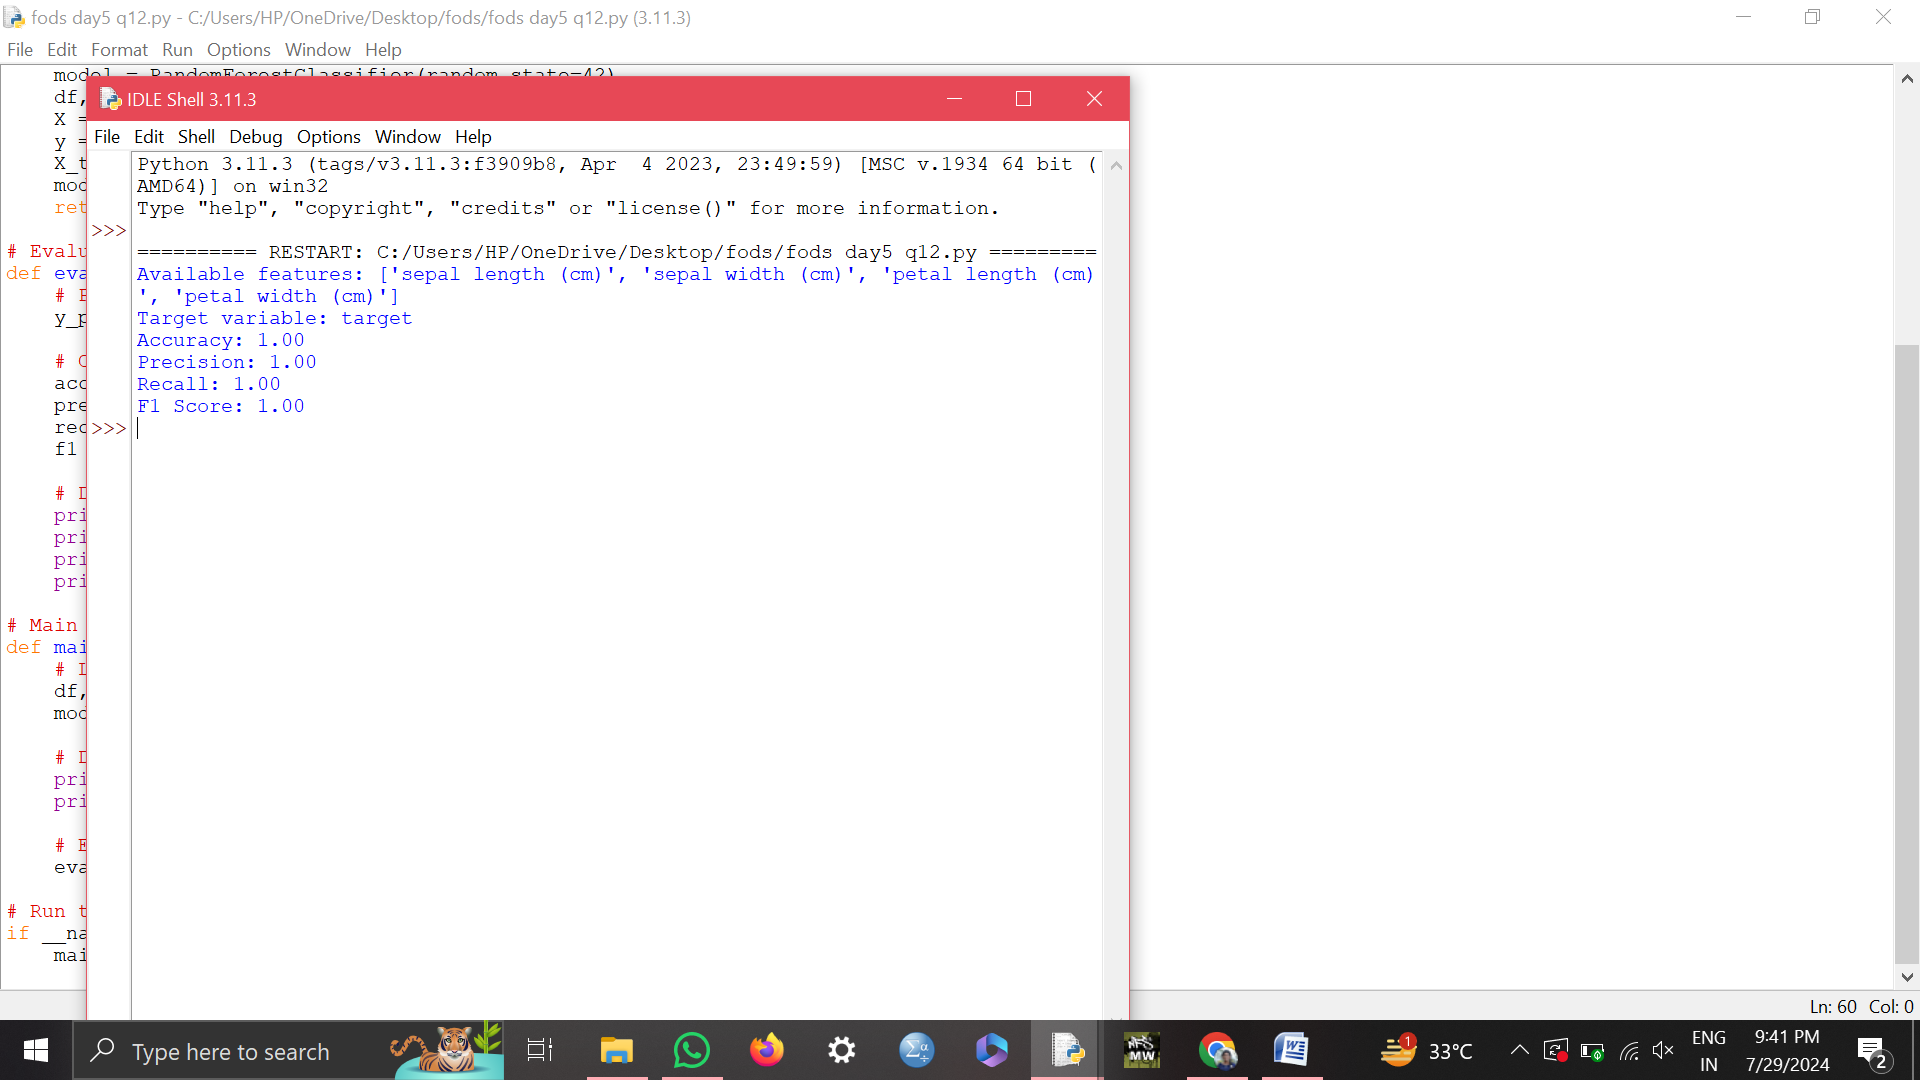 fods day5 q12.py - C:/Users/HP/OneDrive/Desktop/fods/fods day5 q12.py (3.11.3)
File Edit Format Run Options Window Help
model = RandomForestClassifier(random_state=42)
df,
X =
y =
X_t
mod
ret
# Evalu
def eva
# 
y_p
# 
acc
pre
rec
f1
# 
pri
pri
pri
pri
# Main
def mai
# 
df,
mod
# 
pri
pri
# 
eva
# Run t
if __na
mai
IDLE Shell 3.11.3
File Edit Shell Debug Options Window Help
Python 3.11.3 (tags/v3.11.3:f3909b8, Apr  4 2023, 23:49:59) [MSC v.1934 64 bit (
AMD64)] on win32
Type "help", "copyright", "credits" or "license()" for more information.
>>>
========== RESTART: C:/Users/HP/OneDrive/Desktop/fods/fods day5 q12.py =========
Available features: ['sepal length (cm)', 'sepal width (cm)', 'petal length (cm)
', 'petal width (cm)']
Target variable: target
Accuracy: 1.00
Precision: 1.00
Recall: 1.00
F1 Score: 1.00
>>>
Ln: 60 Col: 0
Type here to search
MW
1
33°C
ENG
IN
9:41 PM
7/29/2024
2